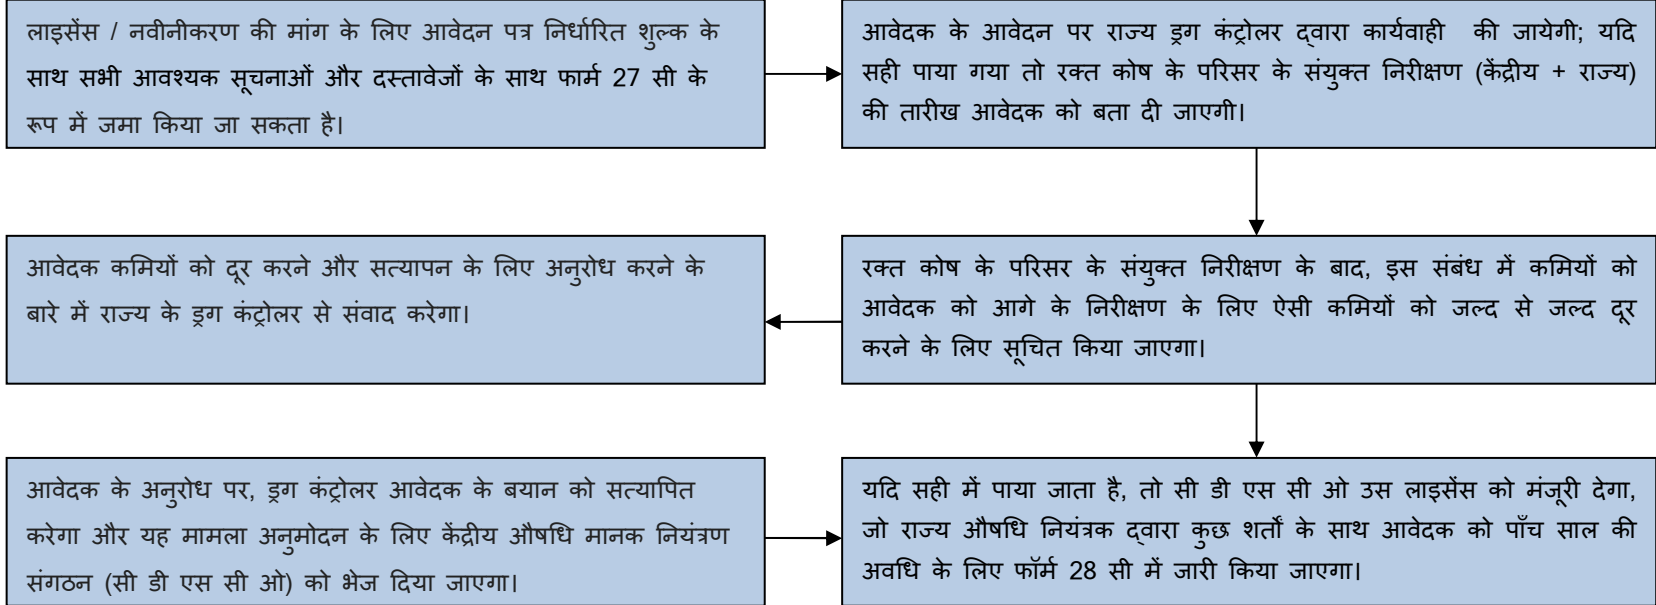 लाइसेंस / नवीनीकरण की मांग के लिए आवेदन पत्र निर्धारित शुल्क के
साथ सभी आवश्यक सूचनाओं और दस्तावेजों के साथ फार्म 27 सी के
रूप में जमा किया जा सकता है।
आवेदक के आवेदन पर राज्य ड्रग कंट्रोलर द्वारा कार्यवाही की जायेगी; यदि
सही पाया गया तो रक्त कोष के परिसर के संयुक्त निरीक्षण (केंद्रीय + राज्य)
की तारीख आवेदक को बता दी जाएगी।
रक्त कोष के परिसर के संयुक्त निरीक्षण के बाद, इस संबंध में कमियों को
आवेदक को आगे के निरीक्षण के लिए ऐसी कमियों को जल्द से जल्द दूर
करने के लिए सूचित किया जाएगा।
आवेदक कमियों को दूर करने और सत्यापन के लिए अनुरोध करने के
बारे में राज्य के ड्रग कंट्रोलर से संवाद करेगा।
आवेदक के अनुरोध पर, ड्रग कंट्रोलर आवेदक के बयान को सत्यापित
करेगा और यह मामला अनुमोदन के लिए केंद्रीय औषधि मानक नियंत्रण
संगठन (सी डी एस सी ओ) को भेज दिया जाएगा।
यदि सही में पाया जाता है, तो सी डी एस सी ओ उस लाइसेंस को मंजूरी देगा,
जो राज्य औषधि नियंत्रक द्वारा कुछ शर्तों के साथ आवेदक को पाँच साल की
अवधि के लिए फॉर्म 28 सी में जारी किया जाएगा।